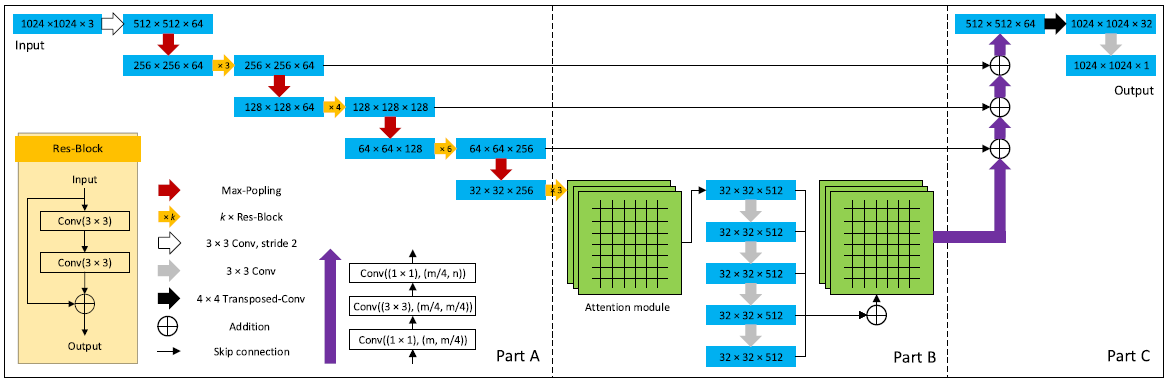 1024 ×1024 × 3
512 × 512 × 64
512 × 512 × 64
1024 × 1024 × 32
Input
256 × 256 × 64
× 3
256 × 256 × 64
1024 × 1024 × 1
Output
128 × 128 × 64
× 4
128 × 128 × 128
64 × 64 × 128
× 6
64 × 64 × 256
32 × 32 × 256
× 3
Res-Block
Input
Conv(3 × 3)
Conv(3 × 3)
Output
Max-Popling
× k
k × Res-Block
3 × 3 Conv, stride 2
3 × 3 Conv
4 × 4 Transposed-Conv
Addition
Skip connection
Conv((1 × 1), (m/4, n))
Conv((3 × 3), (m/4, m/4))
Conv((1 × 1), (m, m/4))
Part A
Attention module
32 × 32 × 512
32 × 32 × 512
32 × 32 × 512
32 × 32 × 512
32 × 32 × 512
Part B
Part C